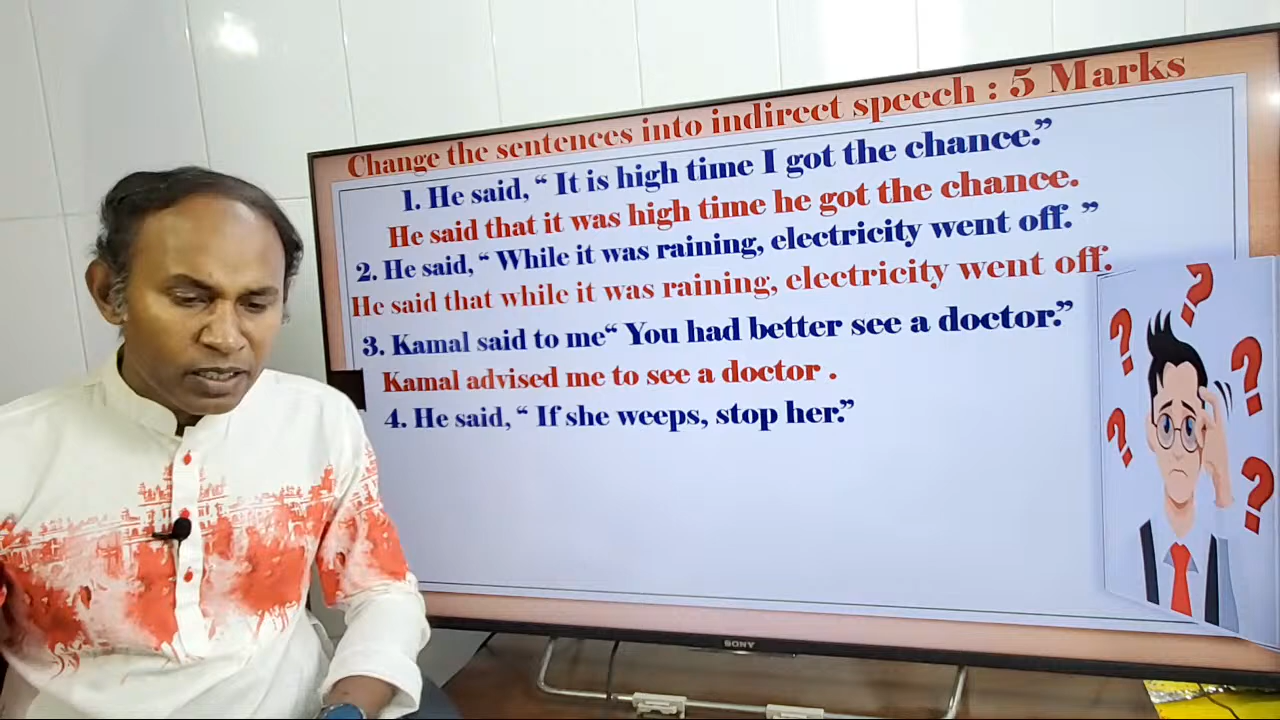 Change the sentences into indirect speech : 5 Marks
1. He said, “ It is high time I got the chance.”
He said that it was high time he got the chance.
2. He said, “ While it was raining, electricity went off. ”
He said that while it was raining, electricity went off.
3. Kamal said to me“ You had better see a doctor.”
Kamal advised me to see a doctor .
4. He said, “ If she weeps, stop her.”
? ? ? ? ?
SONY